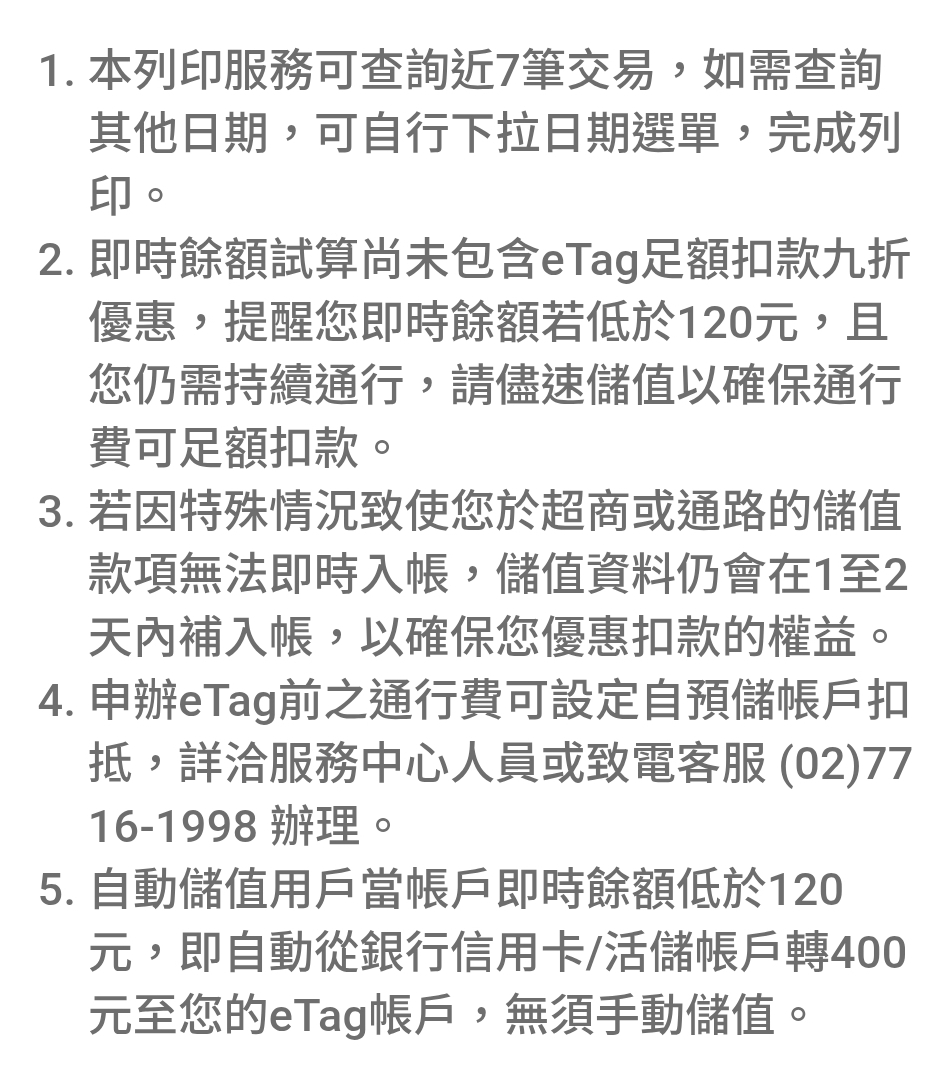 1. 本列印服務可查詢近7筆交易，如需查詢
其他日期，可自行下拉日期選單，完成列
印。
2. 即時餘額試算尚未包含eTag足額扣款九折
優惠，提醒您即時餘額若低於120元，且
您仍需持續通行，請儘速儲值以確保通行
費可足額扣款。
3. 若因特殊情況致使您於超商或通路的儲值
款項無法即時入帳，儲值資料仍會在1至2
天內補入帳，以確保您優惠扣款的權益。
4. 申辦eTag前之通行費可設定自預儲帳戶扣
抵，詳洽服務中心人員或致電客服 (02)77
16-1998 辦理。
5. 自動儲值用戶當帳戶即時餘額低於120
元，即自動從銀行信用卡/活儲帳戶轉400
元至您的eTag帳戶，無須手動儲值。